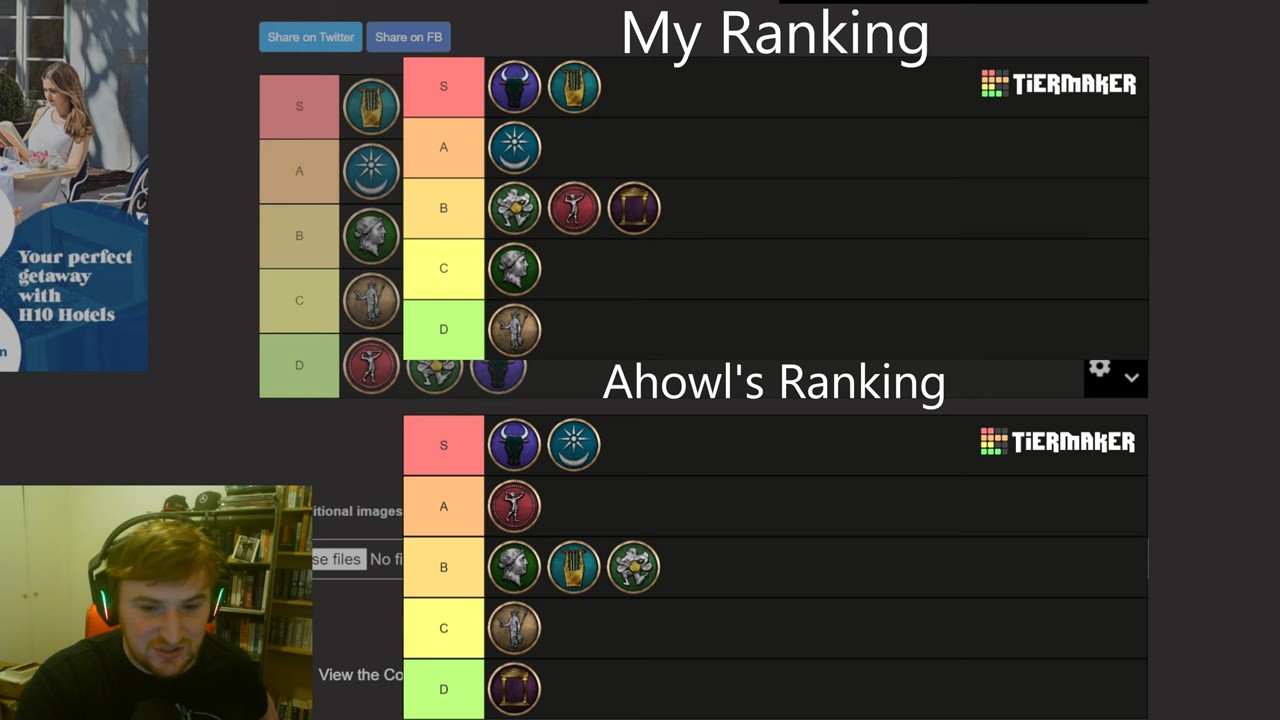 Share on Twitter
Share on FB
My Ranking
S
A
B
C
D
S
A
B
C
D
TIERMAKER
Your perfect
getaway
with
H10 Hotels
n
Ahowl's Ranking
S
A
B
C
D
TIERMAKER
itional images
se files No fi
View the Co